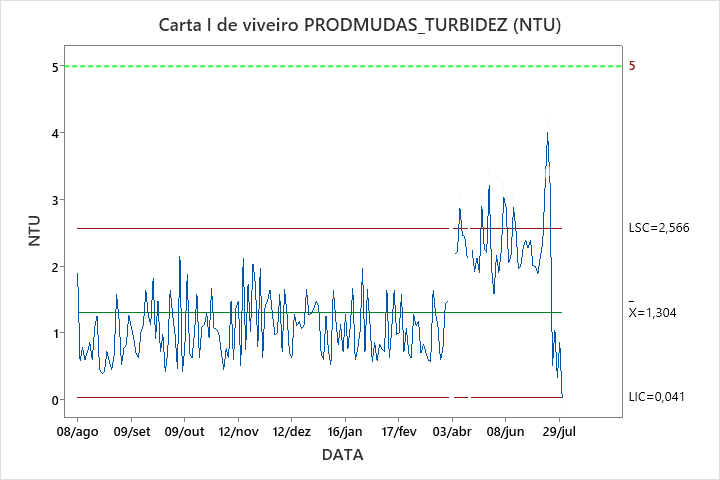 Carta I de viveiro PRODMUDAS_TURBIDEZ (NTU)
5
5
4
3
LSC=2,566
NTU
2
_
X=1,304
1
0
LIC=0,041
08/ago 09/set 09/out 12/nov 12/dez 16/jan 17/fev 03/abr 08/jun 29/jul
DATA